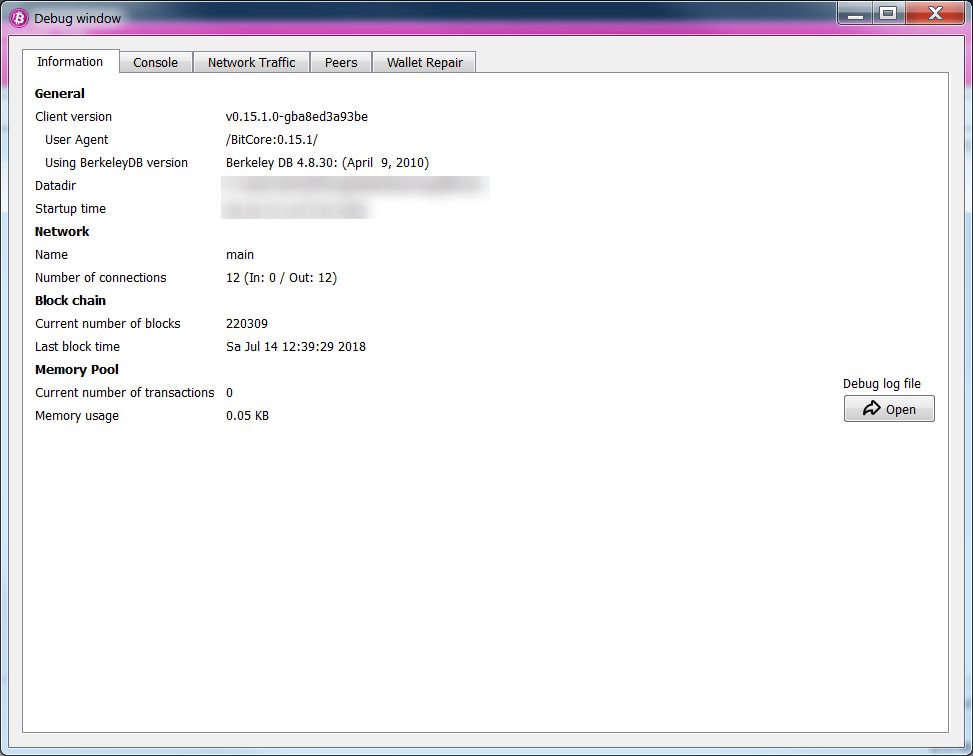 Debug window
Information Console Network Traffic Peers Wallet Repair
General
Client version v0.15.1.0-gba8ed3a93be
User Agent /BitCore:0.15.1/
Using BerkeleyDB version Berkeley DB 4.8.30: (April  9, 2010)
Datadir
Startup time
Network
Name main
Number of connections 12 (In: 0 / Out: 12)
Block chain
Current number of blocks 220309
Last block time Sa Jul 14 12:39:29 2018
Memory Pool
Current number of transactions 0
Memory usage 0.05 KB
Debug log file
Open